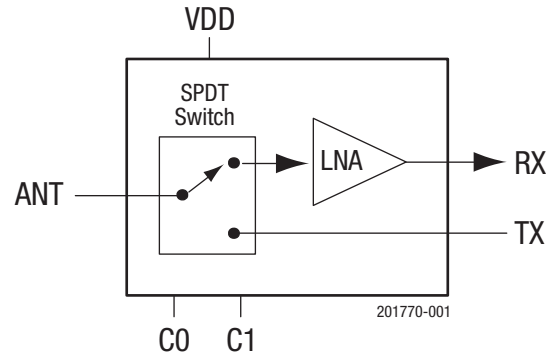 VDD
SPDT
Switch
LNA
RX
ANT
TX
201770-001
C0 C1